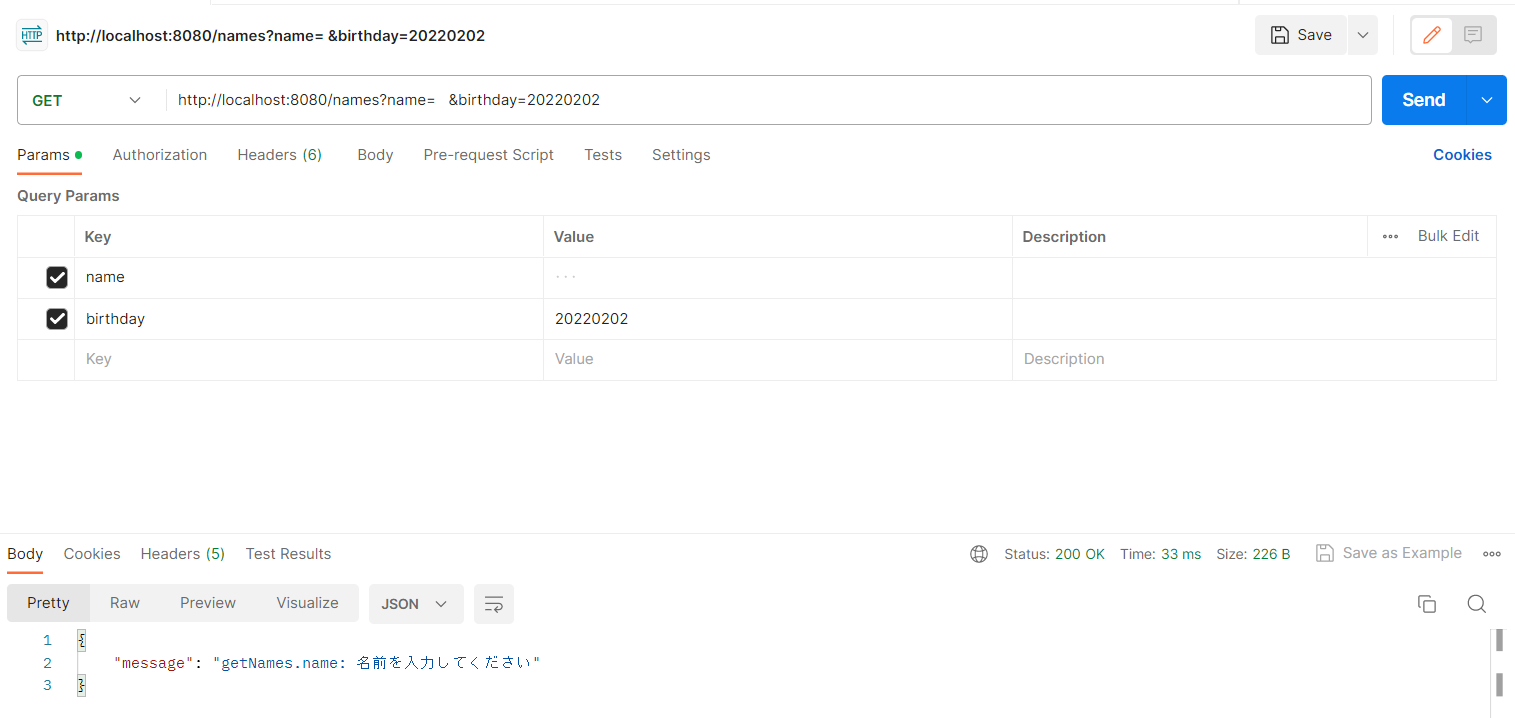 HTTP http://localhost:8080/names?name= &birthday=20220202 Save
GET http://localhost:8080/names?name=   &birthday=20220202 Send
Params Authorization Headers (6) Body Pre-request Script Tests Settings Cookies
Query Params
Key Value Description Bulk Edit
name ···
birthday 20220202
Key Value Description
Body Cookies Headers (5) Test Results Status: 200 OK Time: 33 ms Size: 226 B Save as Example
Pretty Raw Preview Visualize JSON
1 {
2 "message": "getNames.name: 名前を入力してください"
3 }